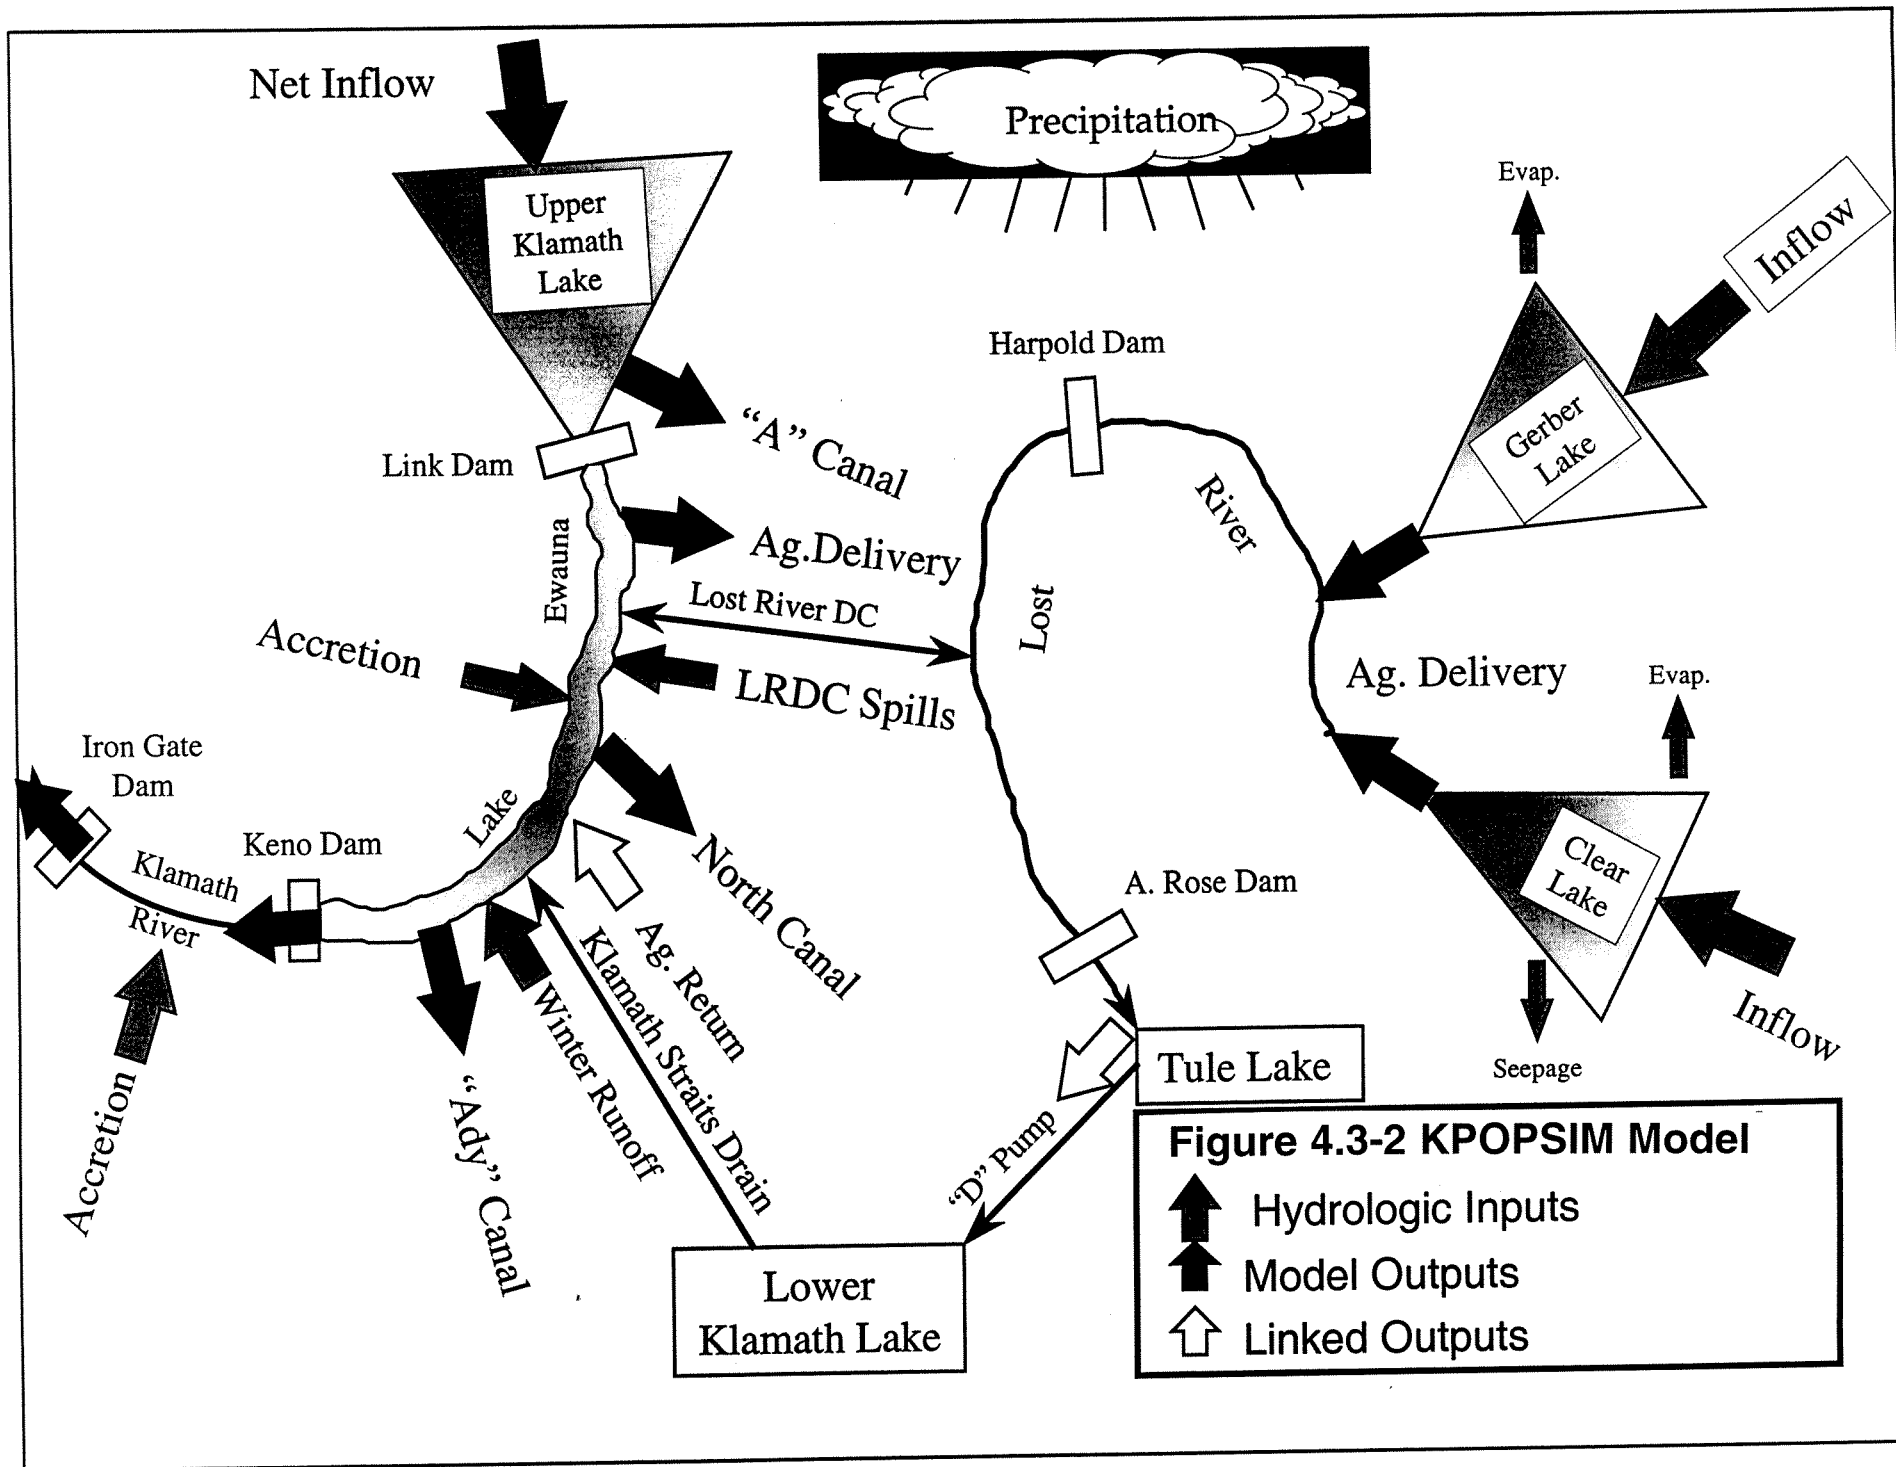 Net Inflow
Precipitation
Evap.
Inflow
Upper
Klamath
Lake
Harpold Dam
Gerber
Lake
"A" Canal
Link Dam
River
Ewauna
Ag.Delivery
Lost River DC
Lost
Accretion
LRDC Spills
Ag. Delivery
Evap.
Iron Gate
Dam
Lake
Keno Dam
Klamath
River
North Canal
A. Rose Dam
Clear
Lake
Ag. Return
Klamath Straits Drain
Winter Runoff
Inflow
Accretion
"Ady" Canal
Tule Lake
Seepage
"D" Pump
Lower
Klamath Lake
Figure 4.3-2 KPOPSIM Model
Hydrologic Inputs
Model Outputs
Linked Outputs